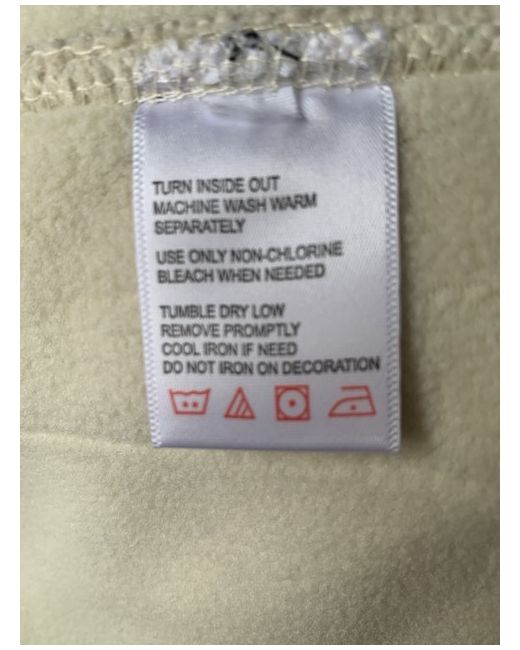 TURN INSIDE OUT
MACHINE WASH WARM
SEPARATELY
USE ONLY NON-CHLORINE
BLEACH WHEN NEEDED
TUMBLE DRY LOW
REMOVE PROMPTLY
COOL IRON IF NEED
DO NOT IRON ON DECORATION